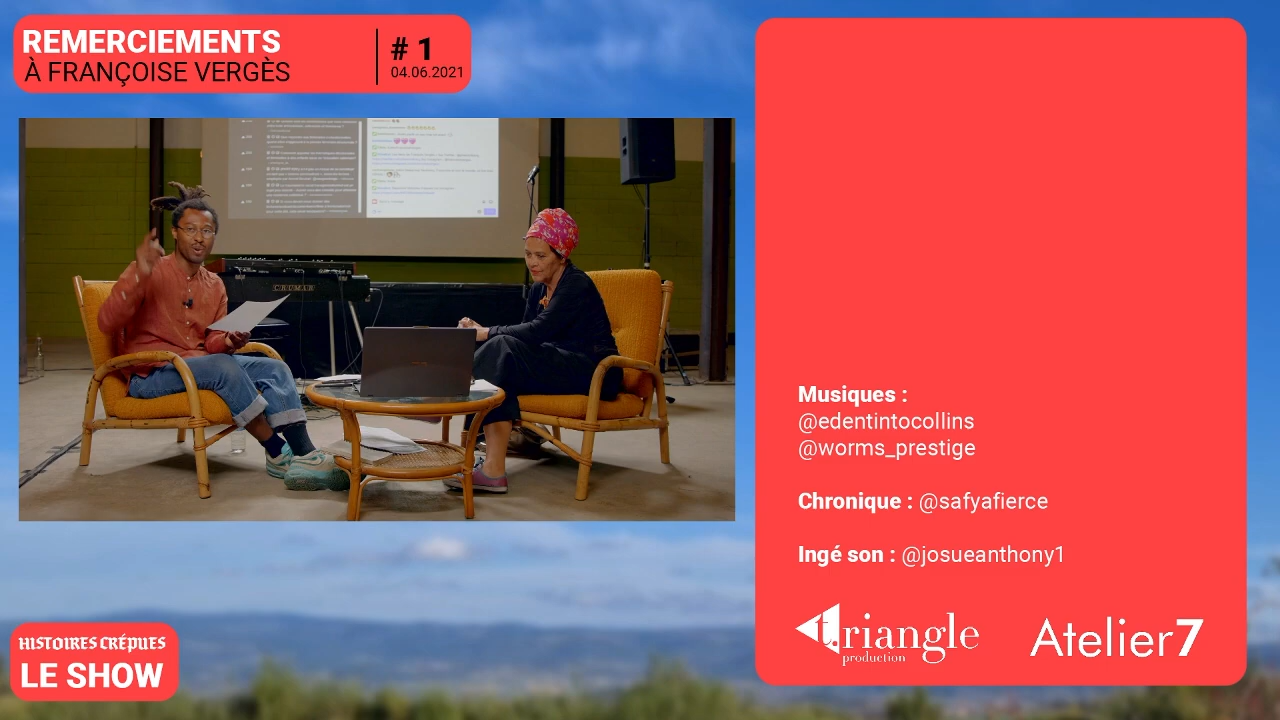 REMERCIEMENTS
À FRANÇOISE VERGÈS
# 1
04.06.2021
CRUMAR
Musiques :
@edentintocollins
@worms_prestige
Chronique : @safyafierce
Ingé son : @josueanthony1
triangle
production
Atelier7
HISTOIRES CRÉPUES
LE SHOW